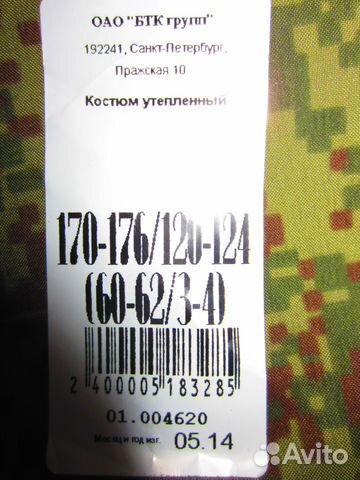 ОАО "БТК групп"
192241, Санкт-Петербург,
Пражская 10
Костюм утепленный
170-176/120-124
(60-62/3-4)
2 400005 183285
01.004620
Месяц и год изг. 05.14
Avito